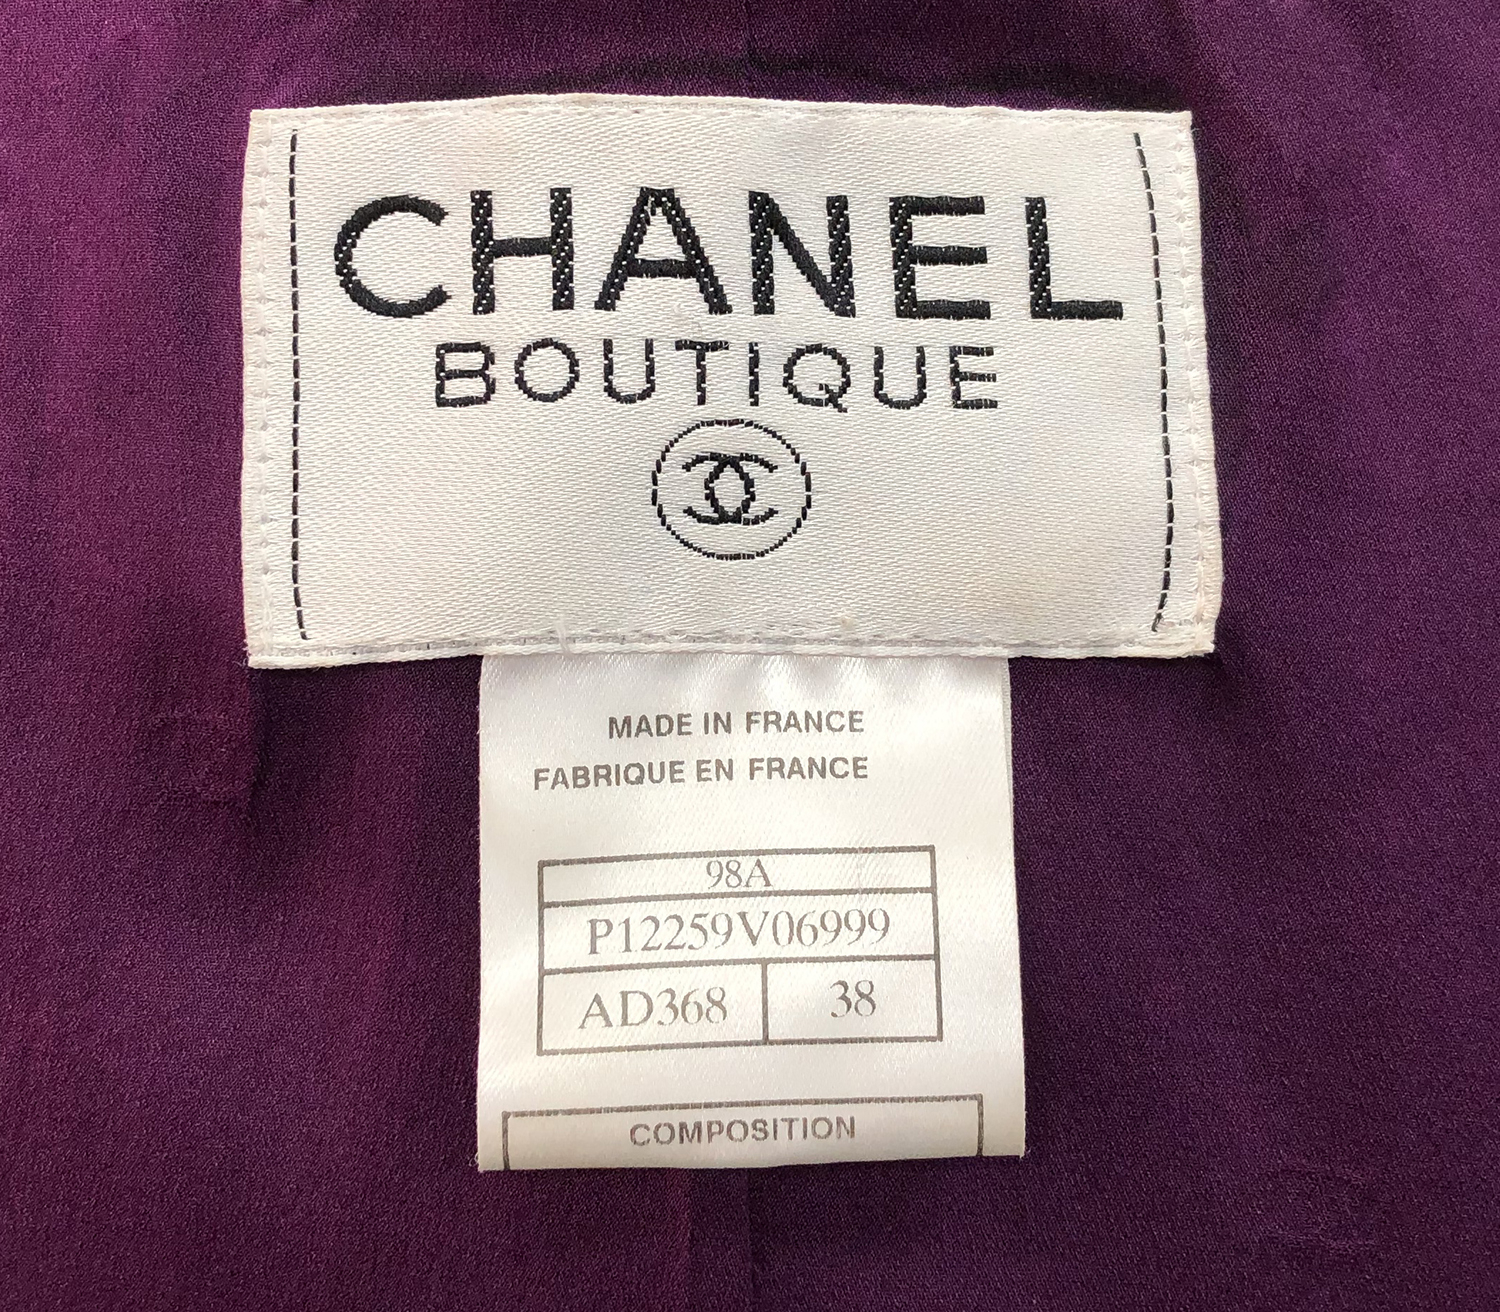 CHANEL
BOUTIQUE
MADE IN FRANCE
FABRIQUE EN FRANCE
98A
P12259V06999
AD368 38
COMPOSITION